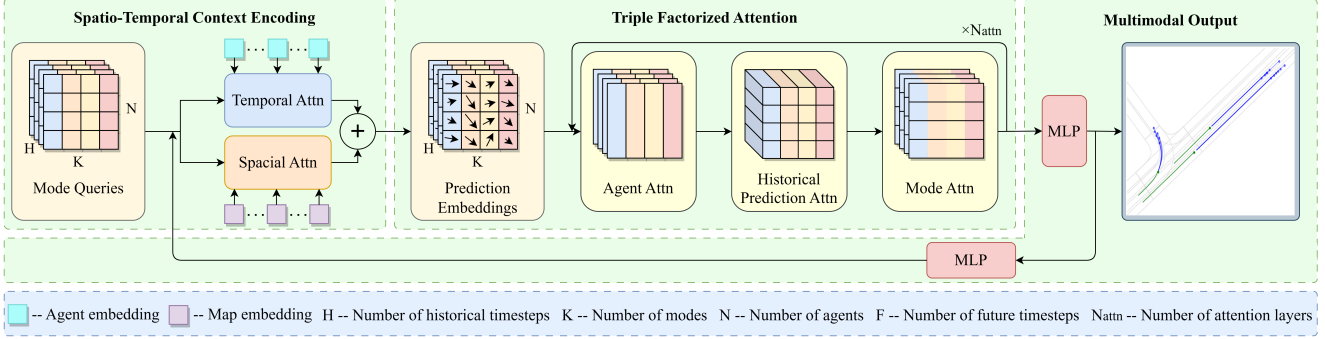 Spatio-Temporal Context Encoding
Triple Factorized Attention
Multimodal Output
×Nattn
Temporal Attn
Spacial Attn
+
H
K
N
Mode Queries
H
K
N
Prediction
Embeddings
Agent Attn
Historical
Prediction Attn
Mode Attn
MLP
MLP
-- Agent embedding -- Map embedding H -- Number of historical timesteps K -- Number of modes N -- Number of agents F -- Number of future timesteps Nattn -- Number of attention layers